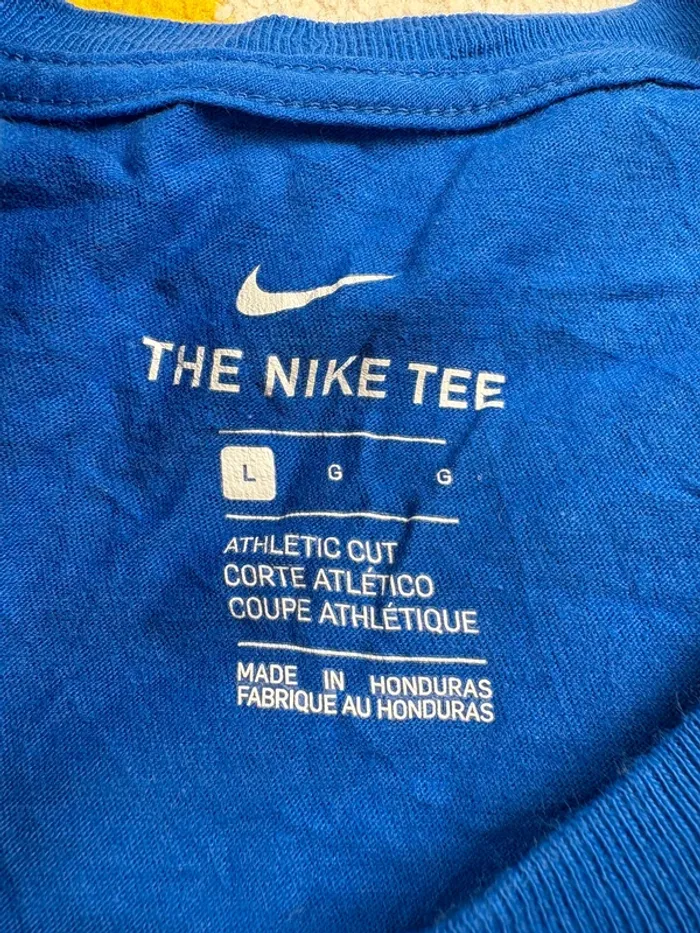 THE NIKE TEE
L G G
ATHLETIC CUT
CORTE ATLÉTICO
COUPE ATHLÉTIQUE
MADE IN HONDURAS
FABRIQUE AU HONDURAS